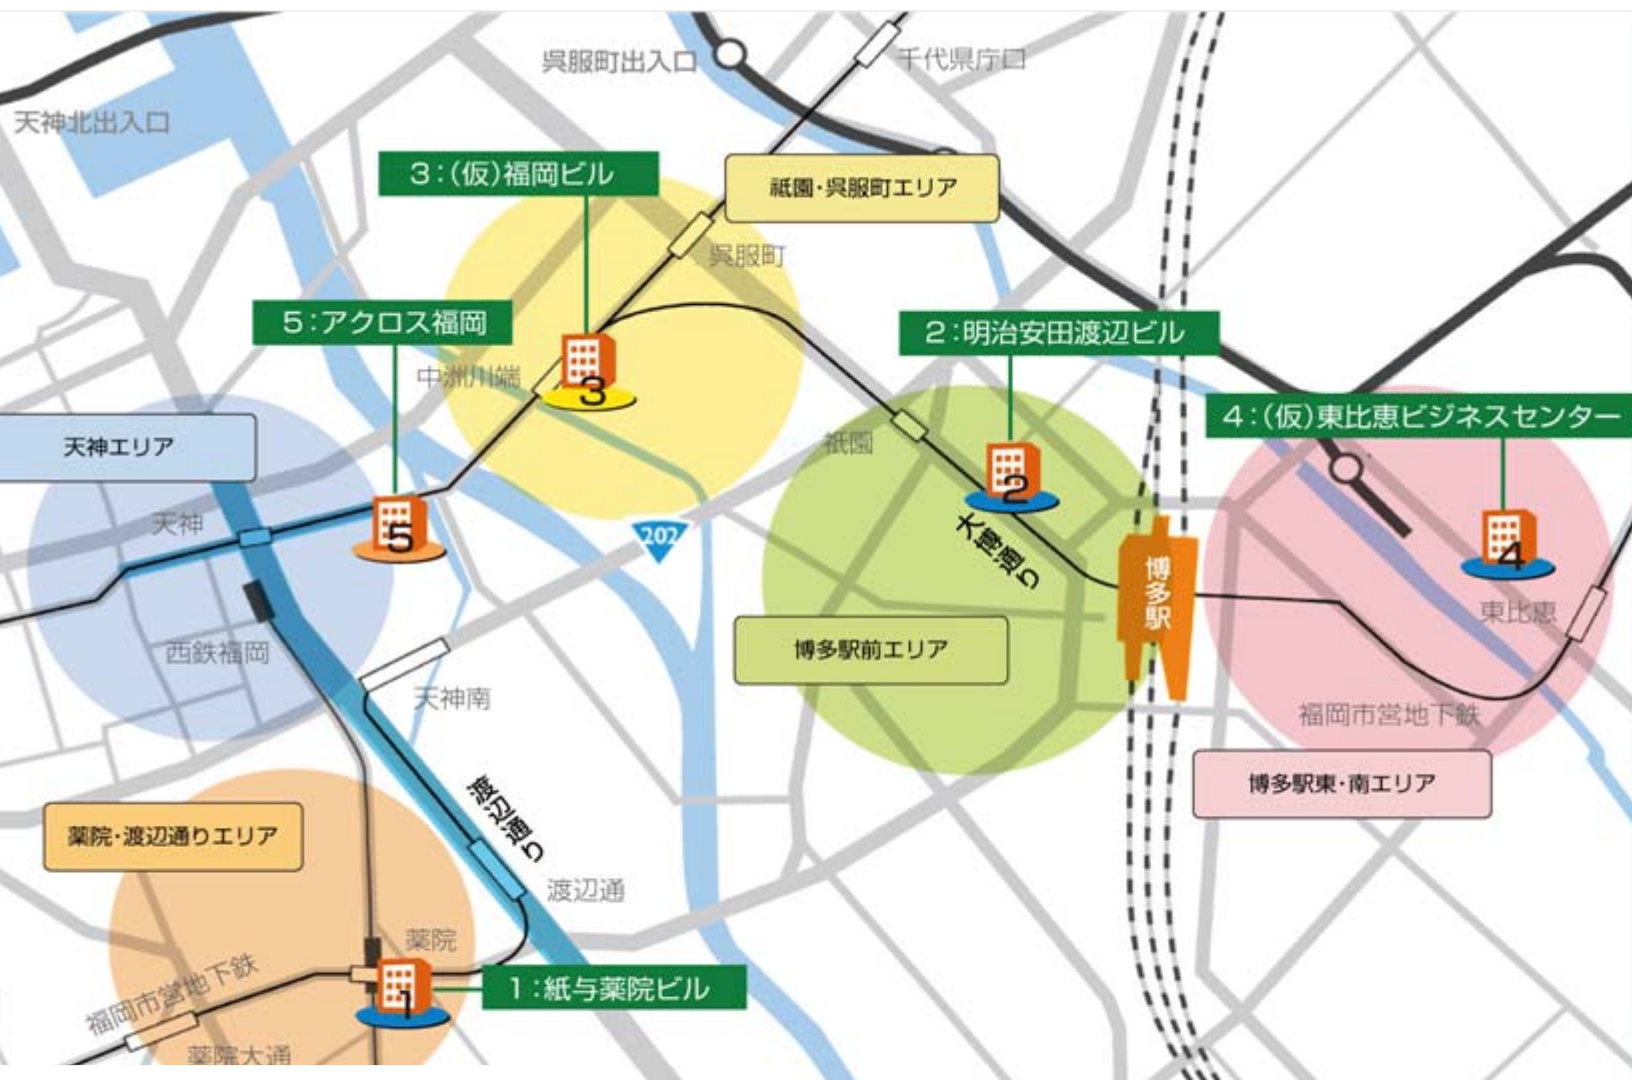 呉服町出入口
千代県庁口
天神北出入口
3:(仮)福岡ビル
祇園・呉服町エリア
呉服町
5:アクロス福岡
2:明治安田渡辺ビル
中洲川端
3
4:(仮)東比恵ビジネスセンター
天神エリア
祇園
2
天神
5
202
大博通り
4
博多駅
東比恵
西鉄福岡
博多駅前エリア
天神南
福岡市営地下鉄
博多駅東・南エリア
渡辺通り
薬院・渡辺通りエリア
渡辺通
薬院
福岡市営地下鉄
1
1:紙与薬院ビル
薬院大通